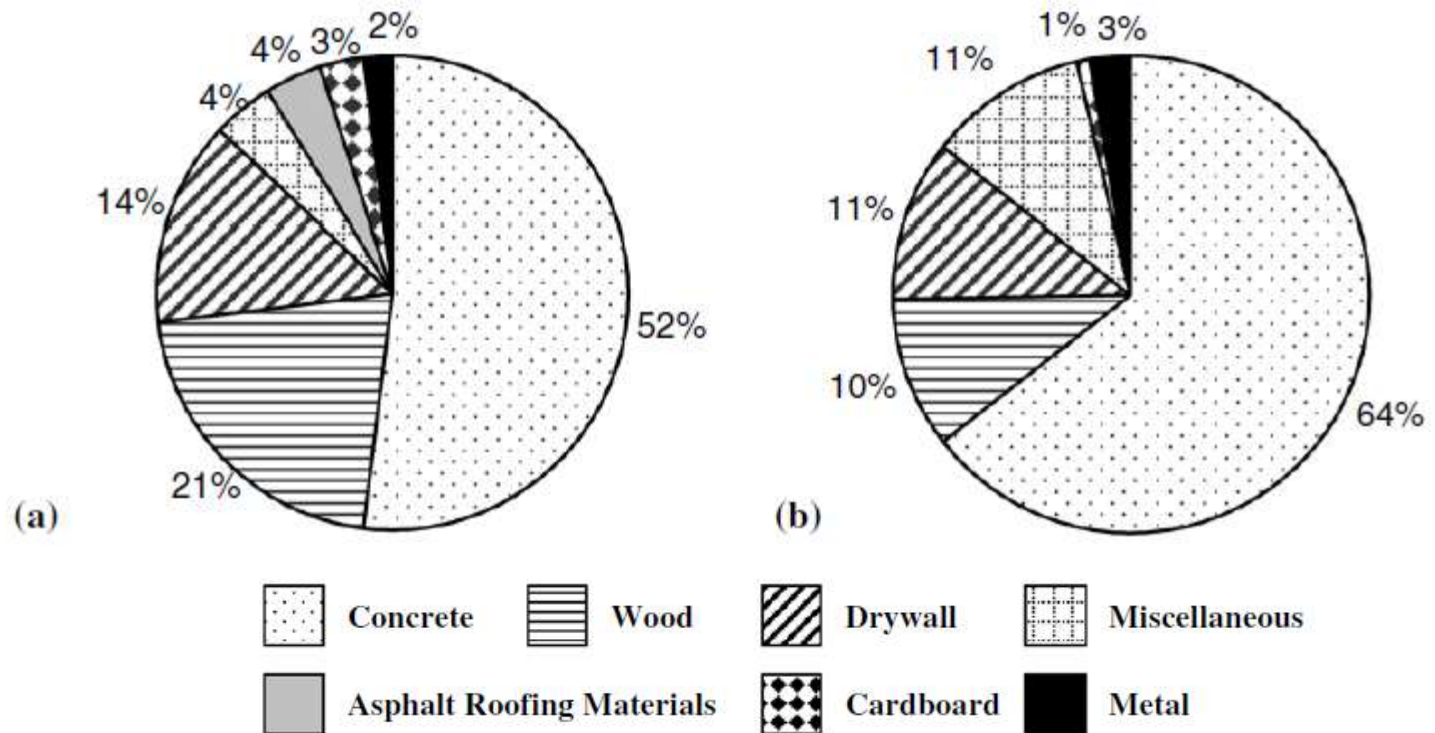 4% 3% 2%
4%
14%
52%
21%
(a)
1% 3%
11%
11%
64%
10%
(b)
Concrete Wood Drywall Miscellaneous
Asphalt Roofing Materials Cardboard Metal